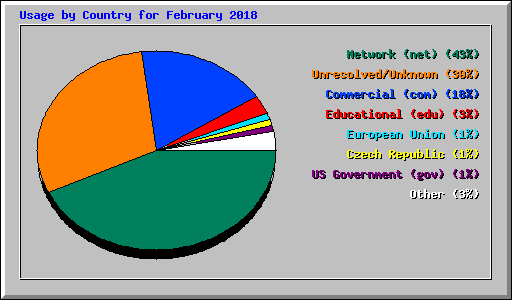 Usage by Country for February 2018
Network (net) (43%)
Unresolved/Unknown (30%)
Commercial (com) (18%)
Educational (edu) (3%)
European Union (1%)
Czech Republic (1%)
US Government (gov) (1%)
Other (3%)